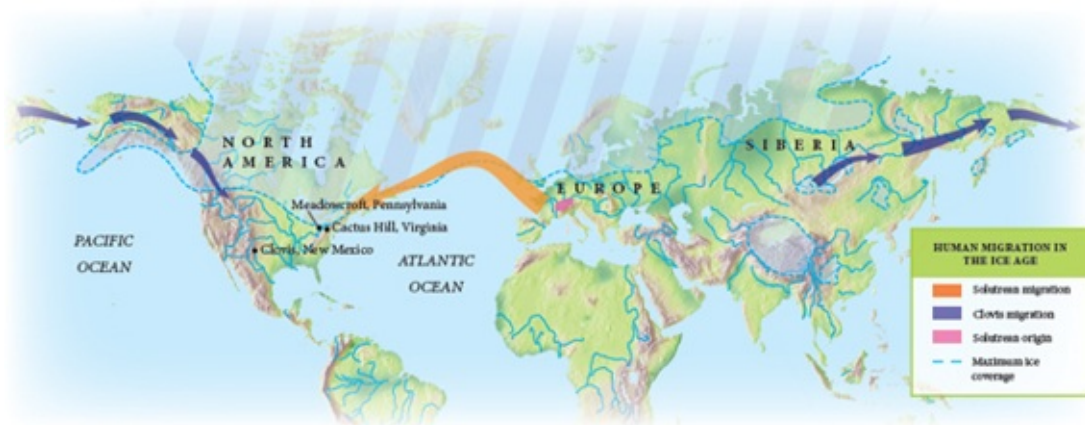 NORTH
AMERICA
SIBERIA
EUROPE
Meadowcroft, Pennsylvania
Cactus Hill, Virginia
Clovis, New Mexico
PACIFIC
OCEAN
ATLANTIC
OCEAN
HUMAN MIGRATION IN
THE ICE AGE
Solutrean migration
Clovis migration
Solutrean origin
Maximum ice
coverage